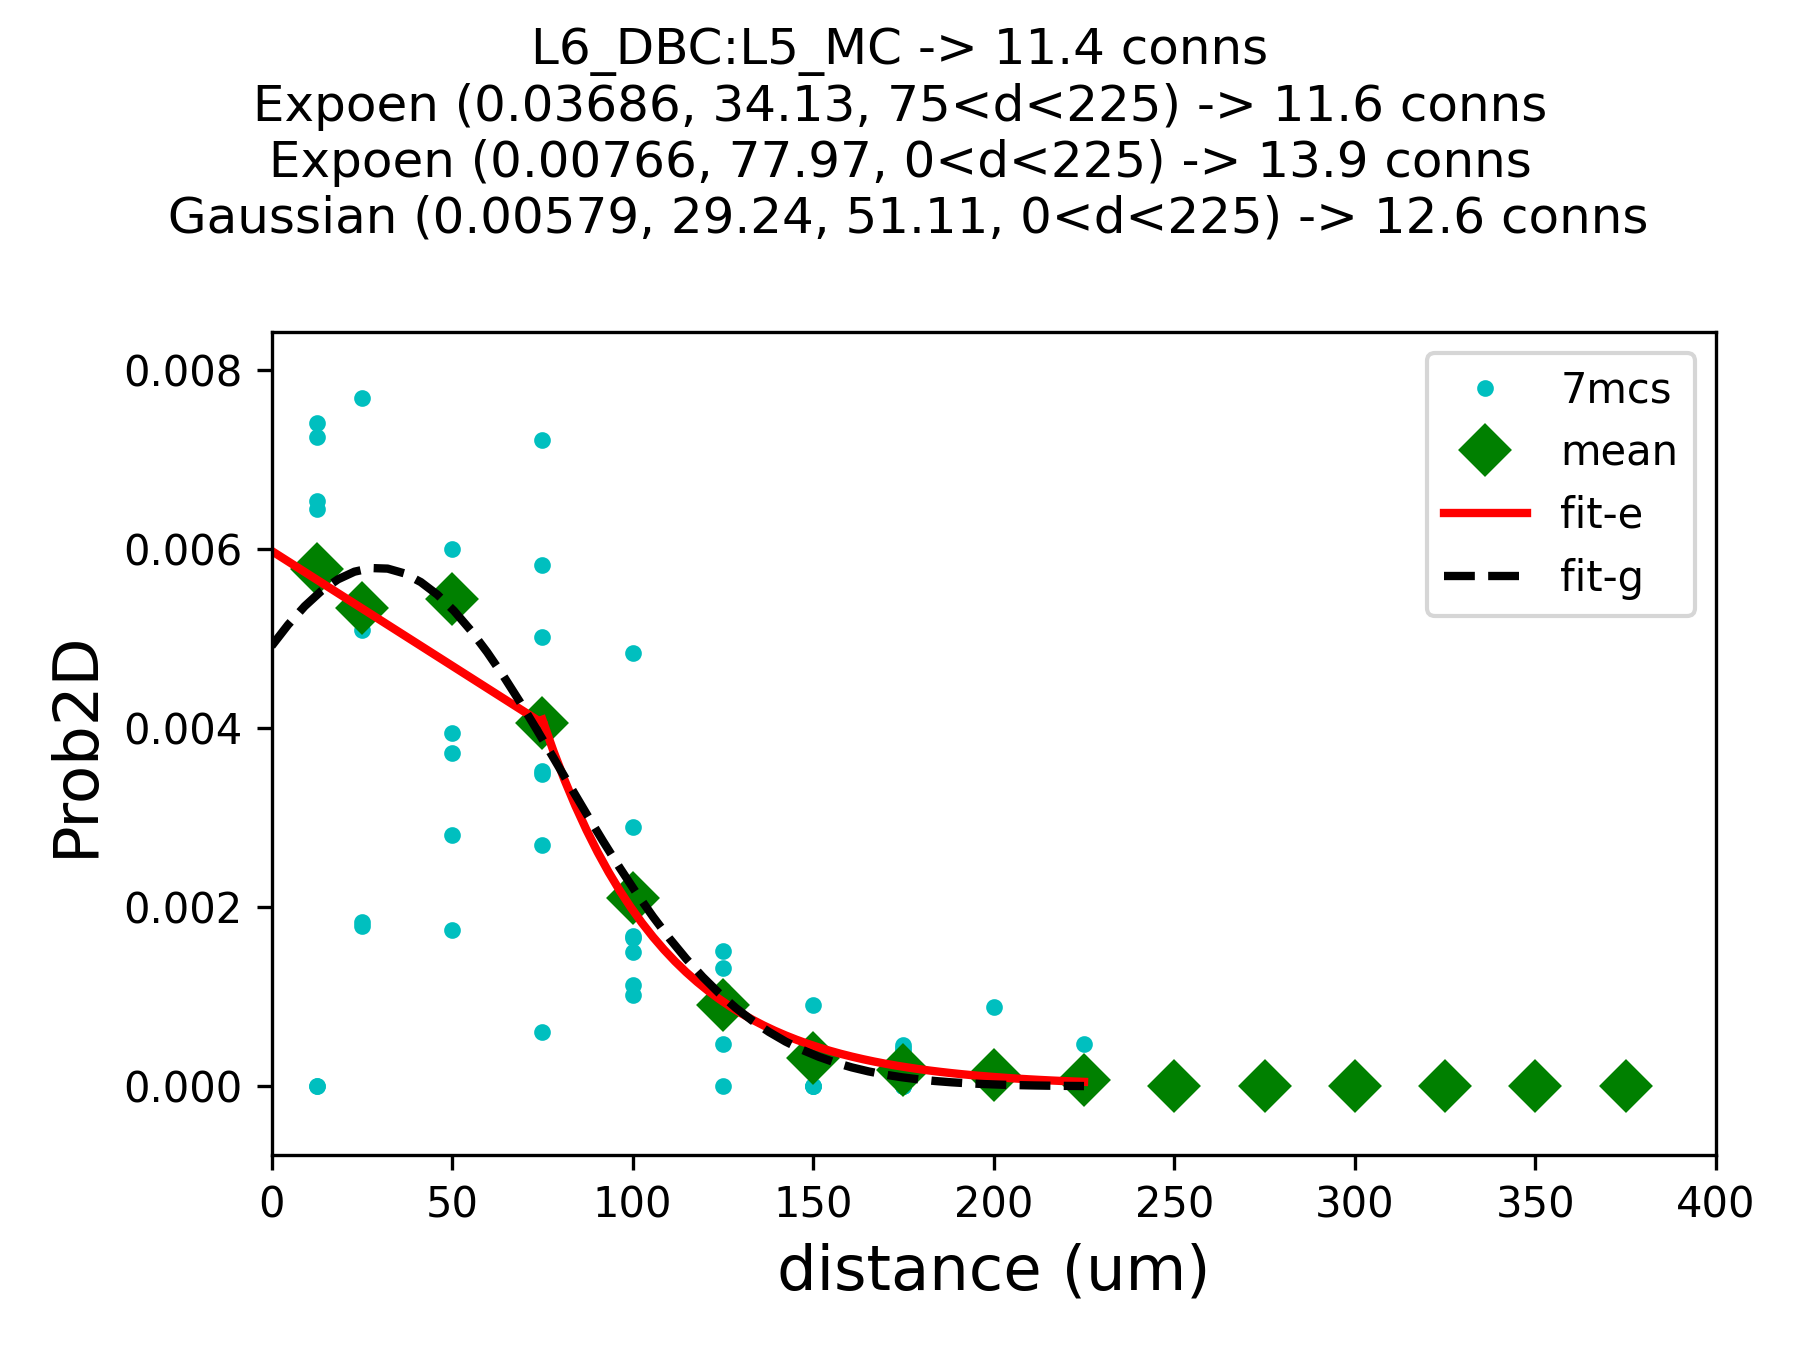 L6_DBC:L5_MC -> 11.4 conns
Expoen (0.03686, 34.13, 75<d<225) -> 11.6 conns
Expoen (0.00766, 77.97, 0<d<225) -> 13.9 conns
Gaussian (0.00579, 29.24, 51.11, 0<d<225) -> 12.6 conns
0.008
0.006
0.004
0.002
0.000
Prob2D
7mcs
mean
fit-e
fit-g
0 50 100 150 200 250 300 350 400
distance (um)